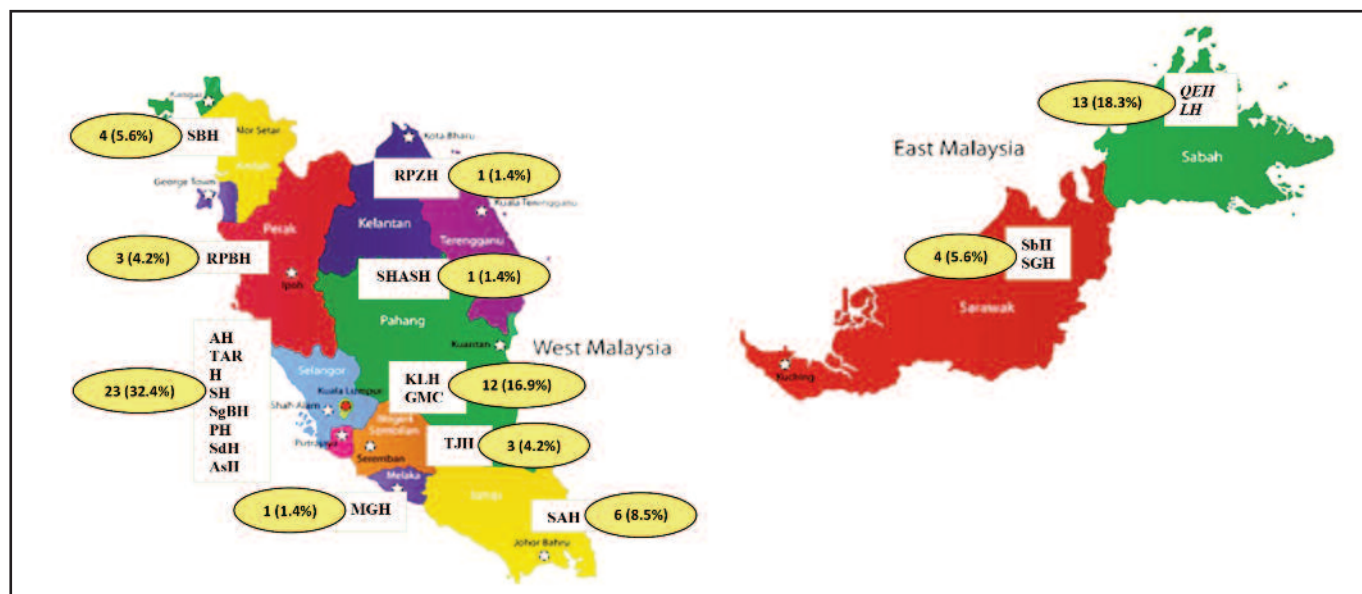 Kangar
Alor Setar
4 (5.6%)
SBH
Kedah
George Town
Kota Bharu
RPZH
1 (1.4%)
Kuala Terengganu
Perak
Kelantan
Terengganu
3 (4.2%)
RPBH
Ipoh
SHASH
1 (1.4%)
Pahang
Kuantan
West Malaysia
AH
TAR
H
SH
SgBH
PH
SdH
AsH
23 (32.4%)
Selangor
Kuala Lumpur
Shah Alam
Putrajaya
KLH
GMC
12 (16.9%)
Negeri
Sembilan
Seremban
TJH
3 (4.2%)
Melaka
1 (1.4%)
MGH
Johor
SAH
6 (8.5%)
Johor Bahru
East Malaysia
13 (18.3%)
QEH
LH
Sabah
4 (5.6%)
SbH
SGH
Sarawak
Kuching